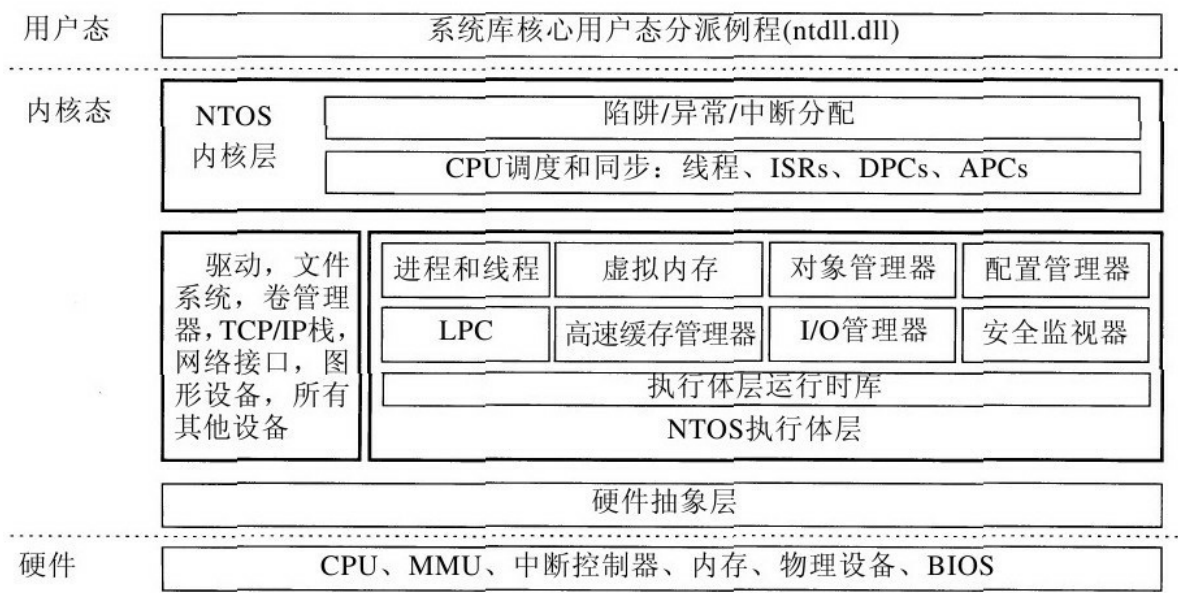 用户态
系统库核心用户态分派例程(ntdll.dll)
内核态
NTOS
内核层
陷阱/异常/中断分配
CPU调度和同步：线程、ISRs、DPCs、APCs
驱动，文件
系统，卷管理
器，TCP/IP栈，
网络接口，图
形设备，所有
其他设备
进程和线程
虚拟内存
对象管理器
配置管理器
LPC
高速缓存管理器
I/O管理器
安全监视器
执行体层运行时库
NTOS执行体层
硬件抽象层
硬件
CPU、MMU、中断控制器、内存、物理设备、BIOS